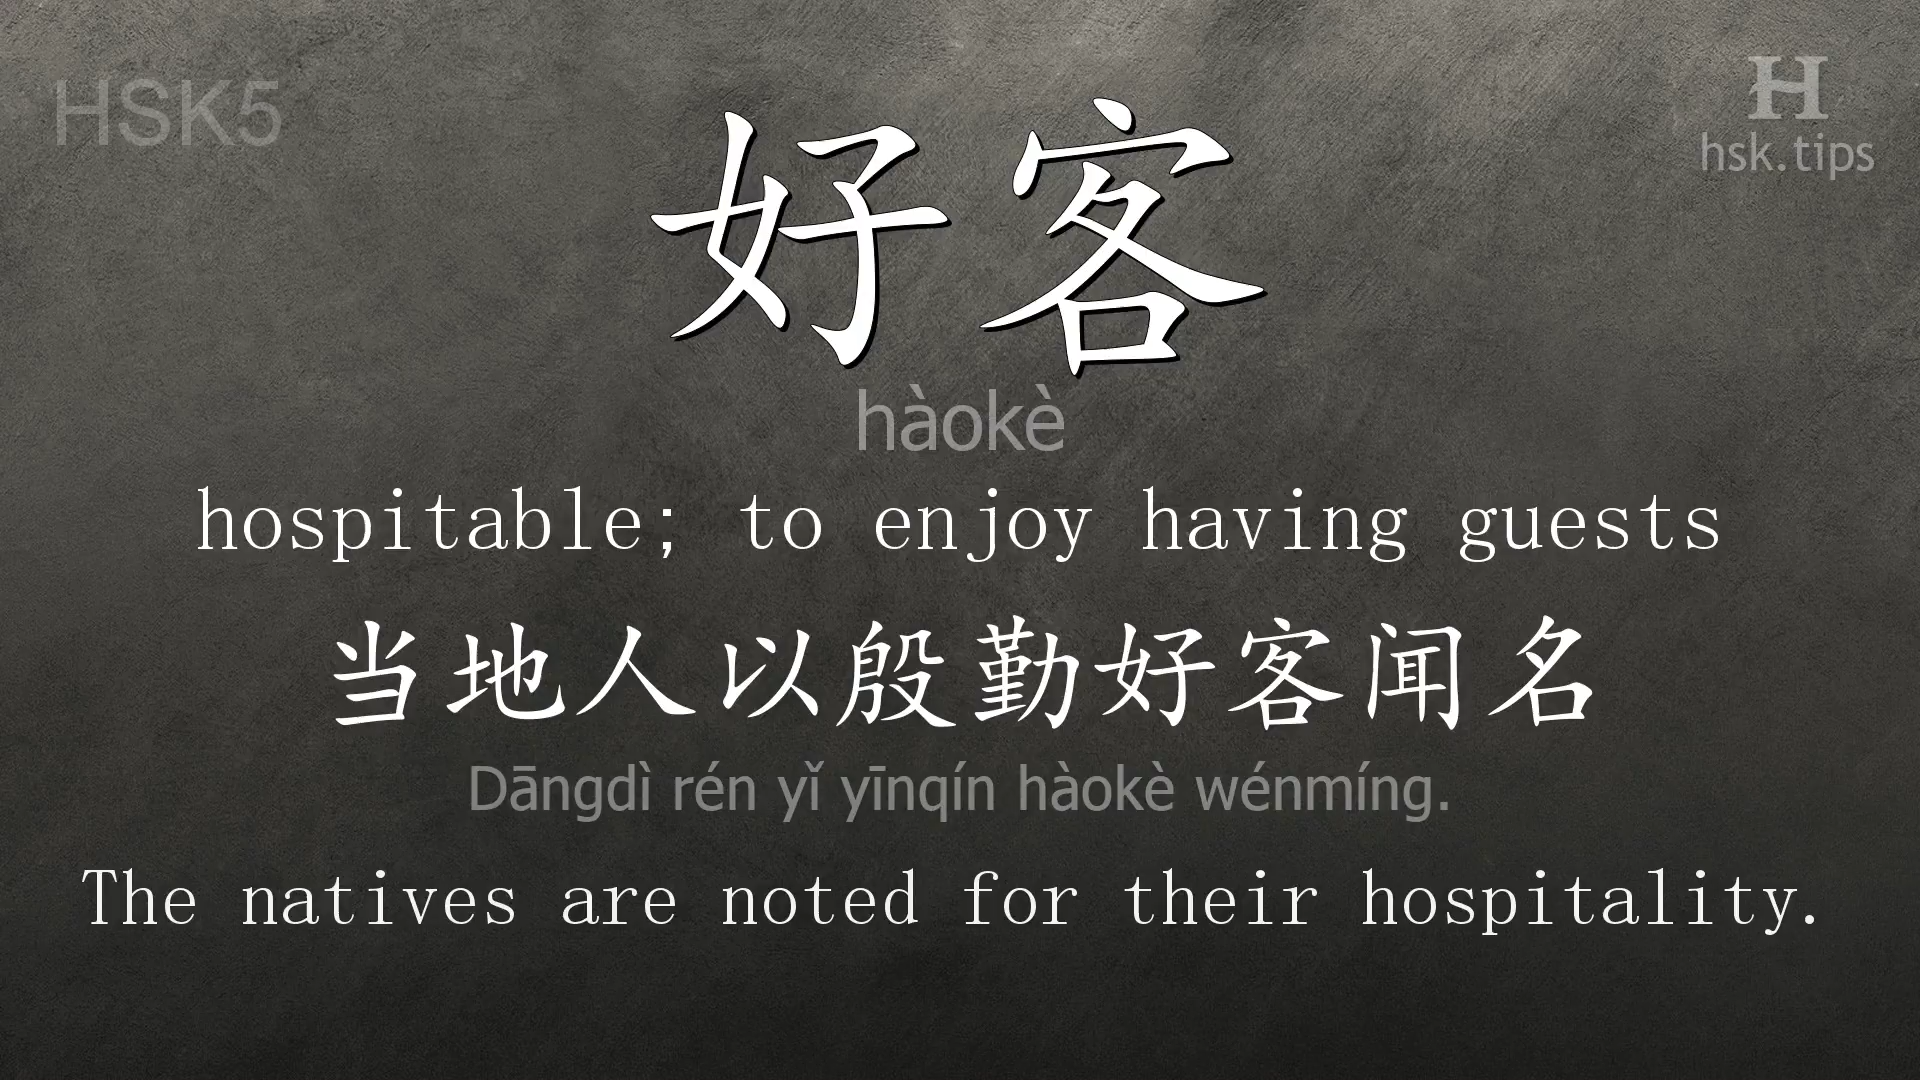 HSK5
H
hsk.tips
好客
hàokè
hospitable; to enjoy having guests
当地人以殷勤好客闻名
Dāngdì rén yǐ yīnqín hàokè wénmíng.
The natives are noted for their hospitality.